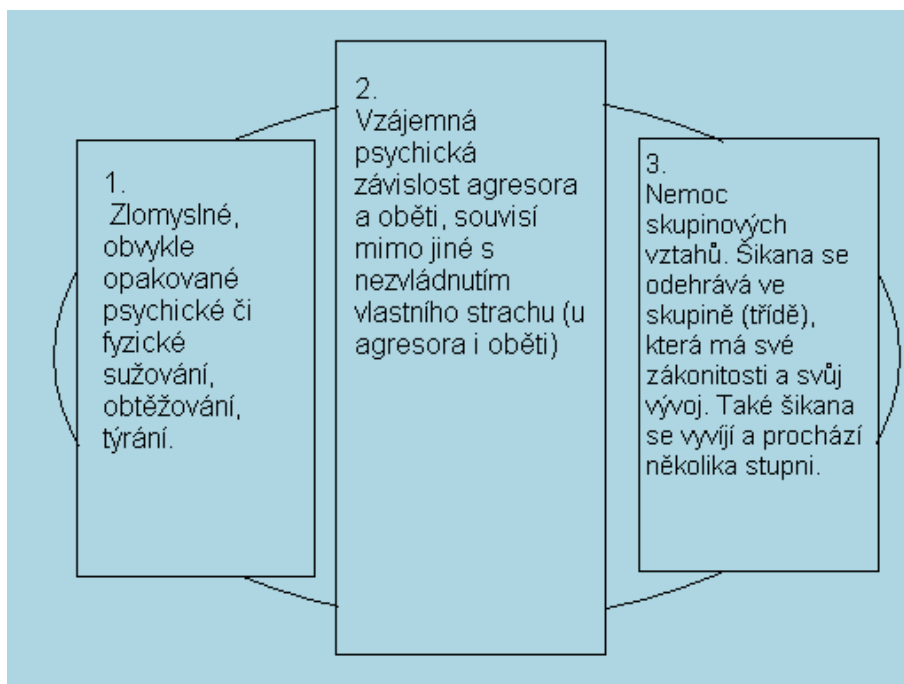 1.
Zlomyslné,
obvykle
opakované
psychické či
fyzické
sužování,
obtěžování,
týrání.
2.
Vzájemná
psychická
závislost agresora
a oběti, souvisí
mimo jiné s
nezvládnutím
vlastního strachu (u
agresora i oběti)
3.
Nemoc
skupinových
vztahů. Šikana se
odehrává ve
skupině (třídě),
která má své
zákonitosti a svůj
vývoj. Také šikana
se vyvíjí a prochází
několika stupni.